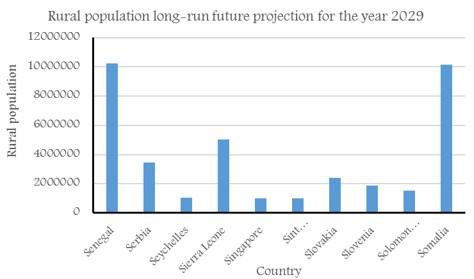 Rural population long-run future projection for the year 2029
Rural population
12000000
10000000
8000000
6000000
4000000
2000000
0
Senegal
Serbia
Seychelles
Sierra Leone
Singapore
Sint...
Slovakia
Slovenia
Solomon...
Somalia
Country